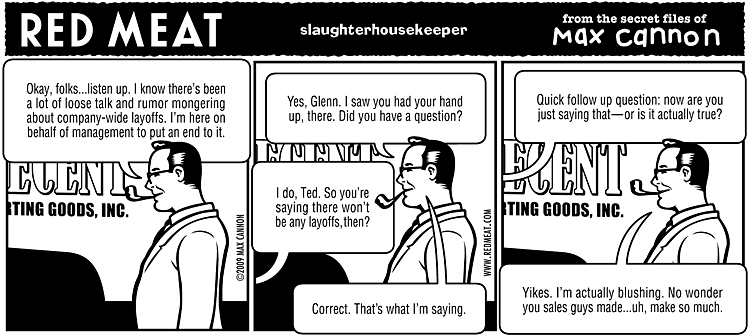 RED MEAT
slaughterhousekeeper
from the secret files of
Max Cannon
Okay, folks...listen up. I know there's been
a lot of loose talk and rumor mongering
about company-wide layoffs. I'm here on
behalf of management to put an end to it.
ECENT
RTING GOODS, INC.
©2009 MAX CANNON
Yes, Glenn. I saw you had your hand
up, there. Did you have a question?
ECENT
I do, Ted. So you're
saying there won't
be any layoffs, then?
Correct. That's what I'm saying.
WWW.REDMEAT.COM
Quick follow up question: now are you
just saying that—or is it actually true?
ECENT
RTING GOODS, INC.
Yikes. I'm actually blushing. No wonder
you sales guys made...uh, make so much.